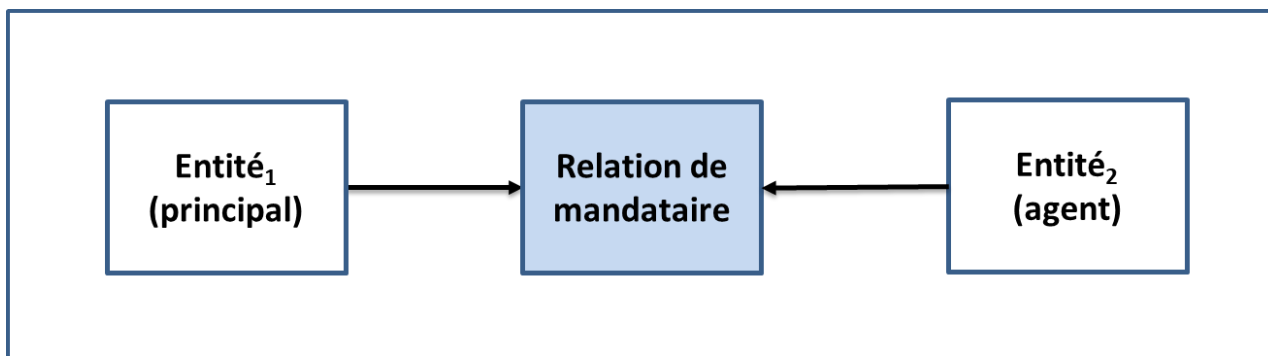 Entité₁
(principal)
Relation de
mandataire
Entité₂
(agent)